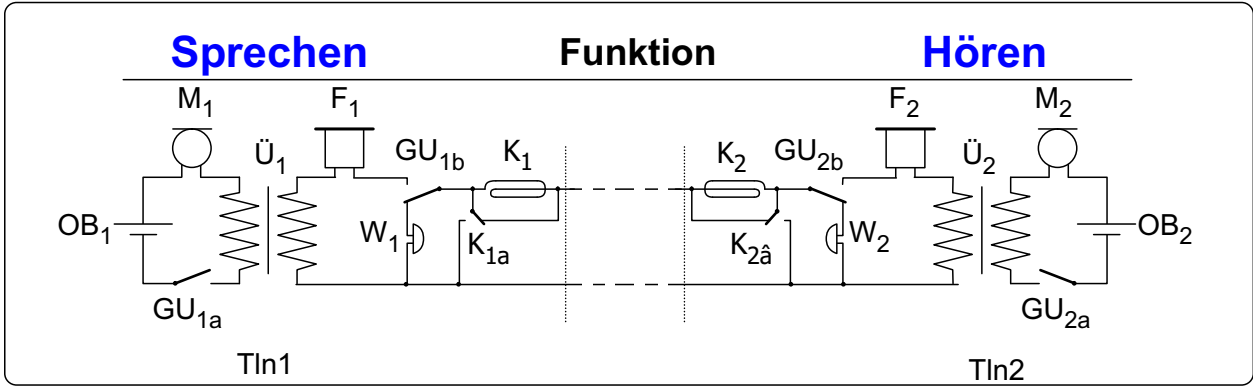 Sprechen Funktion Hören
M1 F1 F2 M2
Ü1 GU1b K1 K2 GU2b Ü2
OB1 W1 K1a K2â W2 OB2
GU1a GU2a
Tln1 Tln2